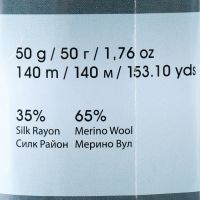 50 g / 50 г / 1,76 oz
140 m / 140 м / 153.10 yds
35% 65%
Silk Rayon Merino Wool
Силк Район Мерино Вул